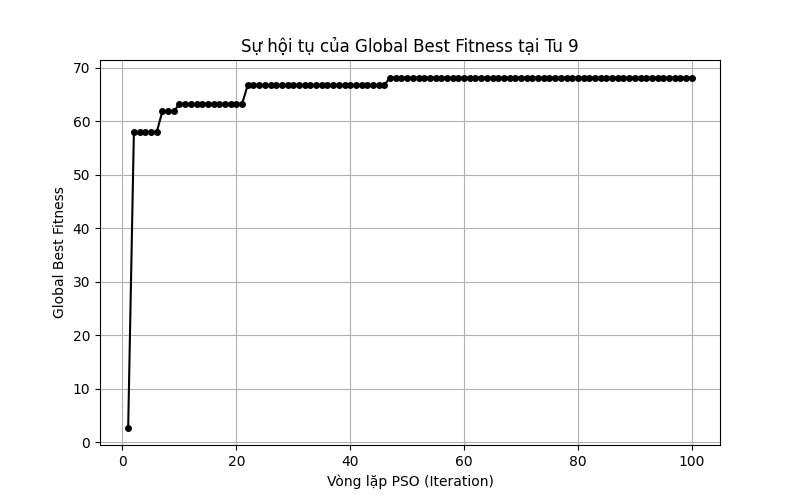 Sự hội tụ của Global Best Fitness tại Tu 9
Global Best Fitness
70
60
50
40
30
20
10
0
0 20 40 60 80 100
Vòng lặp PSO (Iteration)